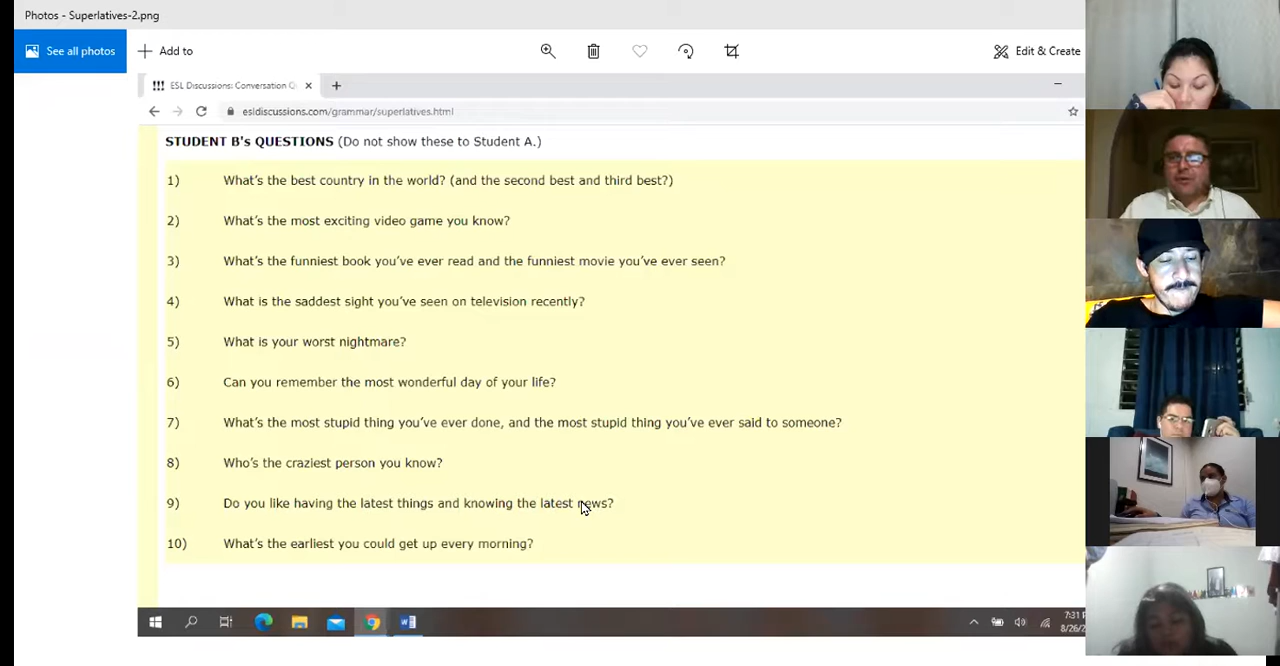 Photos - Superlatives-2.png
See all photos
Add to
Edit & Create
ESL Discussions: Conversation Q
esldiscussions.com/grammar/superlatives.html
STUDENT B's QUESTIONS (Do not show these to Student A.)
1) What's the best country in the world? (and the second best and third best?)
2) What's the most exciting video game you know?
3) What's the funniest book you've ever read and the funniest movie you've ever seen?
4) What is the saddest sight you've seen on television recently?
5) What is your worst nightmare?
6) Can you remember the most wonderful day of your life?
7) What's the most stupid thing you've ever done, and the most stupid thing you've ever said to someone?
8) Who's the craziest person you know?
9) Do you like having the latest things and knowing the latest news?
10) What's the earliest you could get up every morning?
7:31
8/26/2